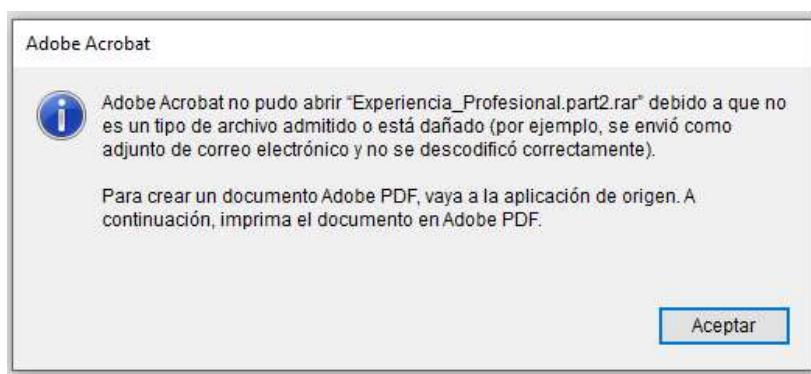 Adobe Acrobat
Adobe Acrobat no pudo abrir “Experiencia_Profesional.part2.rar” debido a que no
es un tipo de archivo admitido o está dañado (por ejemplo, se envió como
adjunto de correo electrónico y no se descodificó correctamente).
Para crear un documento Adobe PDF, vaya a la aplicación de origen. A
continuación, imprima el documento en Adobe PDF.
Aceptar